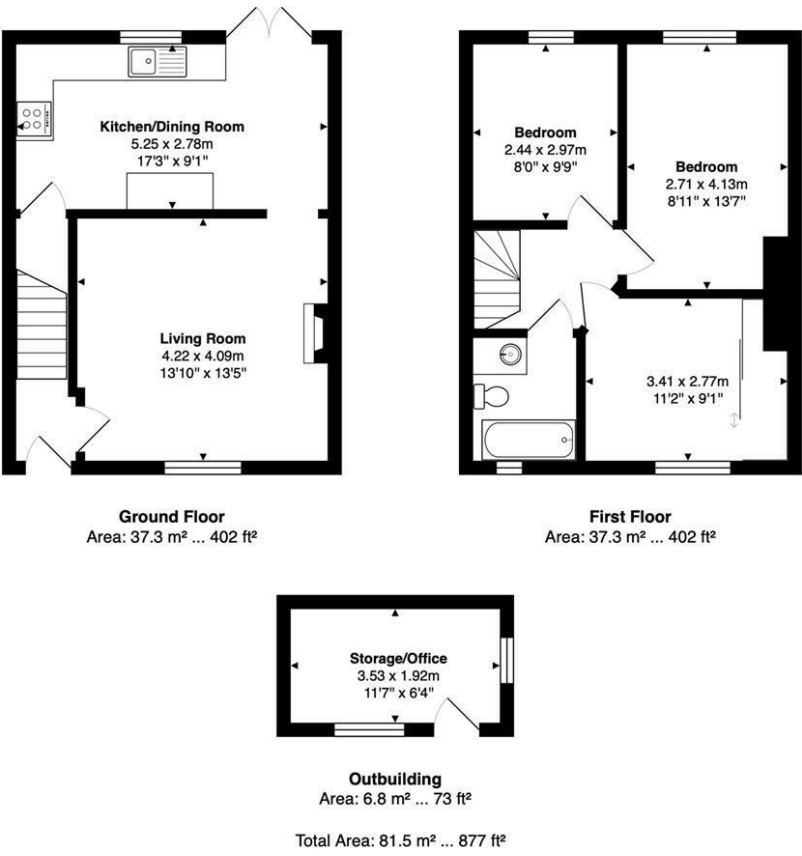 Kitchen/Dining Room
5.25 x 2.78m
17'3" x 9'1"
Living Room
4.22 x 4.09m
13'10" x 13'5"
Ground Floor
Area: 37.3 m² ... 402 ft²
Bedroom
2.44 x 2.97m
8'0" x 9'9"
Bedroom
2.71 x 4.13m
8'11" x 13'7"
3.41 x 2.77m
11'2" x 9'1"
First Floor
Area: 37.3 m² ... 402 ft²
Storage/Office
3.53 x 1.92m
11'7" x 6'4"
Outbuilding
Area: 6.8 m² ... 73 ft²
Total Area: 81.5 m² ... 877 ft²